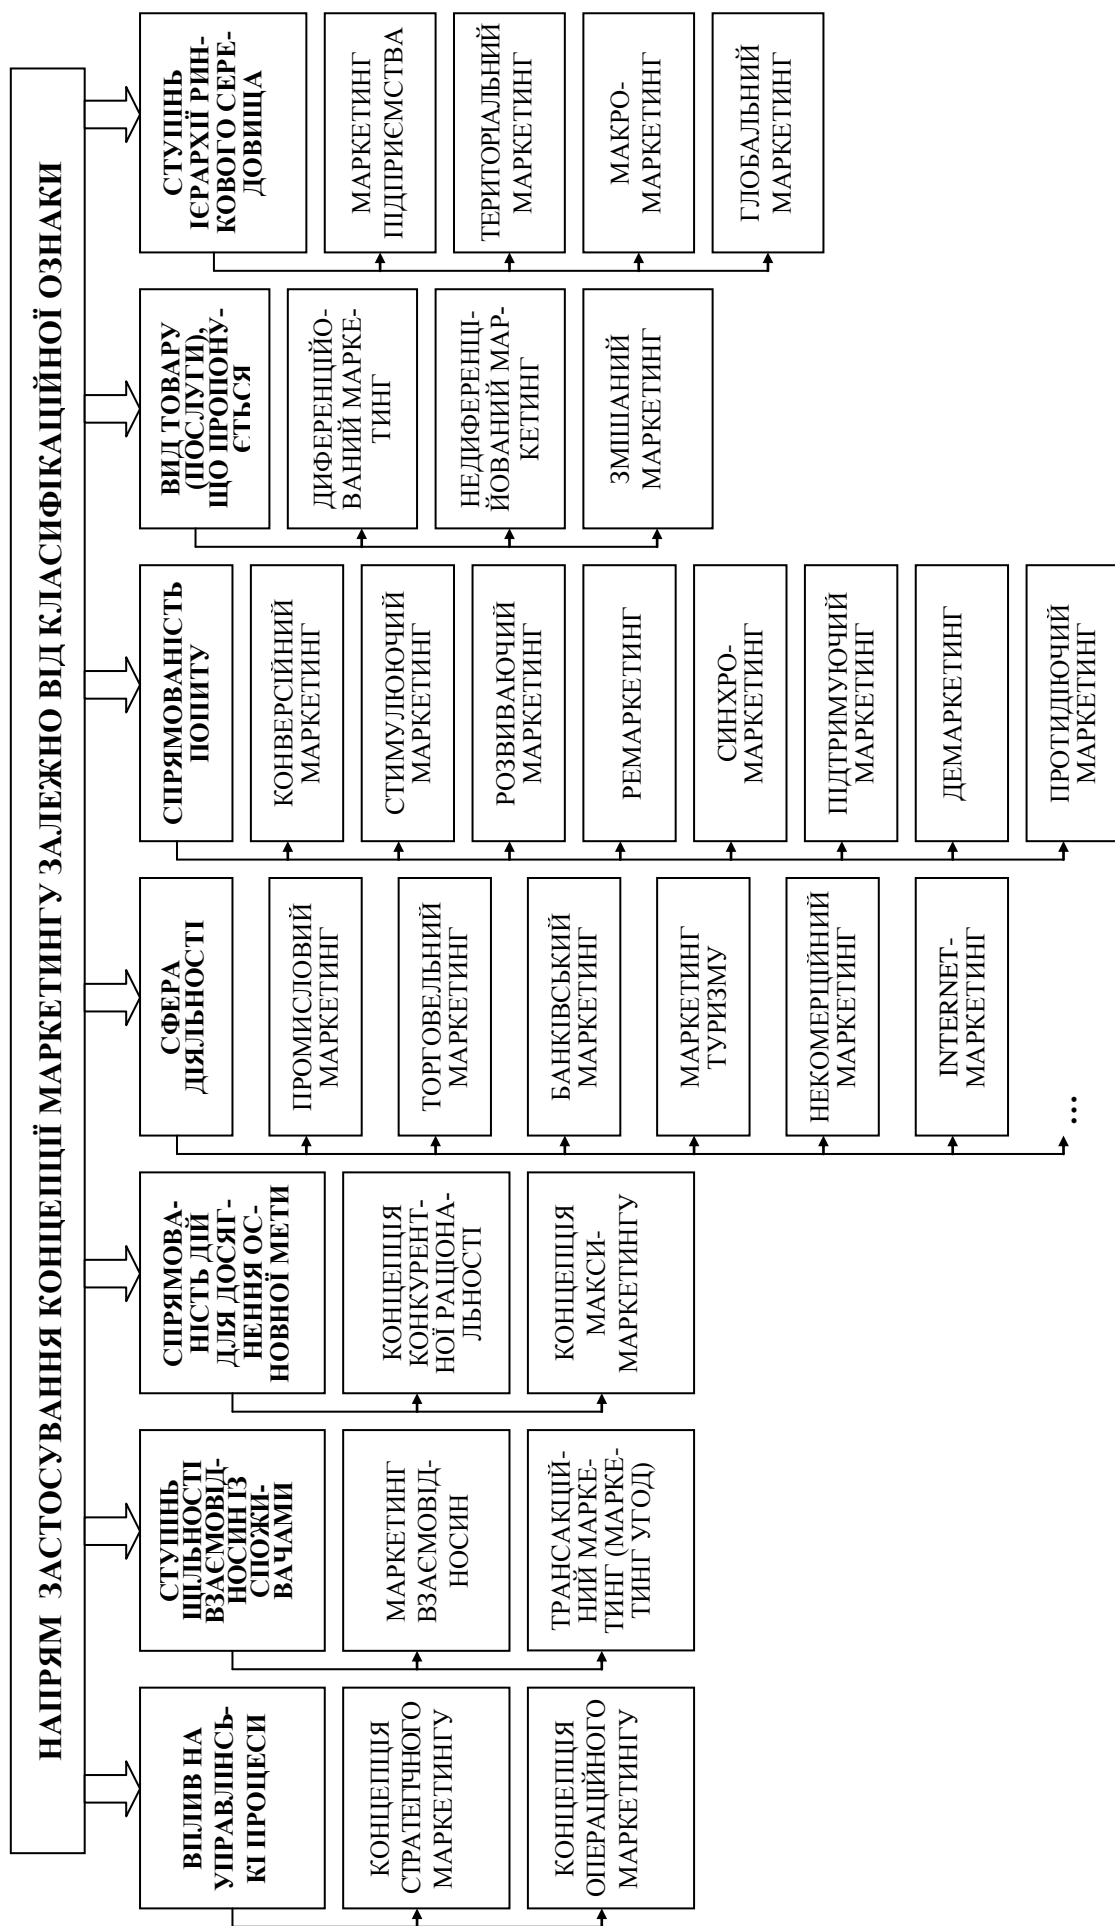 НАПРЯМ ЗАСТОСУВАННЯ КОНЦЕПЦІЇ МАРКЕТИНГУ ЗАЛЕЖНО ВІД КЛАСИФІКАЦІЙНОЇ ОЗНАКИ
ВПЛИВ НА
УПРАВЛІНСЬ-
КІ ПРОЦЕСИ
КОНЦЕПЦІЯ
СТРАТЕГІЧНОГО
МАРКЕТИНГУ
КОНЦЕПЦІЯ
ОПЕРАЦІЙНОГО
МАРКЕТИНГУ
СТУПІНЬ
ЩІЛЬНОСТІ
ВЗАЄМОВІД-
НОСИН ІЗ
СПОЖИ-
ВАЧАМИ
МАРКЕТИНГ
ВЗАЄМОВІД-
НОСИН
ТРАНСАКЦІЙ-
НИЙ МАРКЕ-
ТИНГ (МАРКЕ-
ТИНГ УГОД)
СПРЯМОВА-
НІСТЬ ДІЙ
ДЛЯ ДОСЯГ-
НЕННЯ ОС-
НОВНОЇ МЕТИ
КОНЦЕПЦІЯ
КОНКУРЕНТ-
НОЇ РАЦІОНА-
ЛЬНОСТІ
КОНЦЕПЦІЯ
МАКСИ-
МАРКЕТИНГУ
СФЕРА
ДІЯЛЬНОСТІ
ПРОМИСЛОВИЙ
МАРКЕТИНГ
ТОРГОВЕЛЬНИЙ
МАРКЕТИНГ
БАНКІВСЬКИЙ
МАРКЕТИНГ
МАРКЕТИНГ
ТУРИЗМУ
НЕКОМЕРЦІЙНИЙ
МАРКЕТИНГ
INTERNET-
МАРКЕТИНГ
...
СПРЯМОВАНІСТЬ
ПОПИТУ
КОНВЕРСІЙНИЙ
МАРКЕТИНГ
СТИМУЛЮЮЧИЙ
МАРКЕТИНГ
РОЗВИВАЮЧИЙ
МАРКЕТИНГ
РЕМАРКЕТИНГ
СИНХРО-
МАРКЕТИНГ
ПІДТРИМУЮЧИЙ
МАРКЕТИНГ
ДЕМАРКЕТИНГ
ПРОТИДІЮЧИЙ
МАРКЕТИНГ
ВИД ТОВАРУ
(ПОСЛУГИ),
ЩО ПРОПОНУ-
ЄТЬСЯ
ДИФЕРЕНЦІЙО-
ВАНИЙ МАРКЕ-
ТИНГ
НЕДИФЕРЕНЦІ-
ЙОВАНИЙ МАР-
КЕТИНГ
ЗМІШАНИЙ
МАРКЕТИНГ
СТУПІНЬ
ІЄРАРХІЇ РИН-
КОВОГО СЕРЕ-
ДОВИЩА
МАРКЕТИНГ
ПІДПРИЄМСТВА
ТЕРИТОРІАЛЬНИЙ
МАРКЕТИНГ
МАКРО-
МАРКЕТИНГ
ГЛОБАЛЬНИЙ
МАРКЕТИНГ